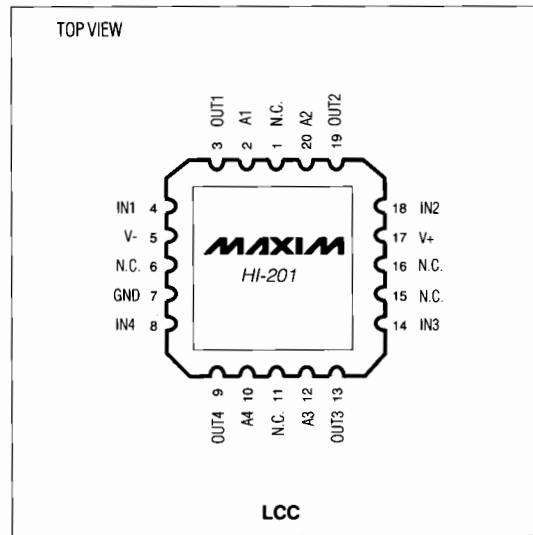 TOP VIEW
OUT1 A1 N.C. A2 OUT2
3 2 1 20 19
IN1 4
V- 5
N.C. 6
GND 7
IN4 8
MAXIM
HI-201
18 IN2
17 V+
16 N.C.
15 N.C.
14 IN3
9 10 11 12 13
OUT4 A4 N.C. A3 OUT3
LCC